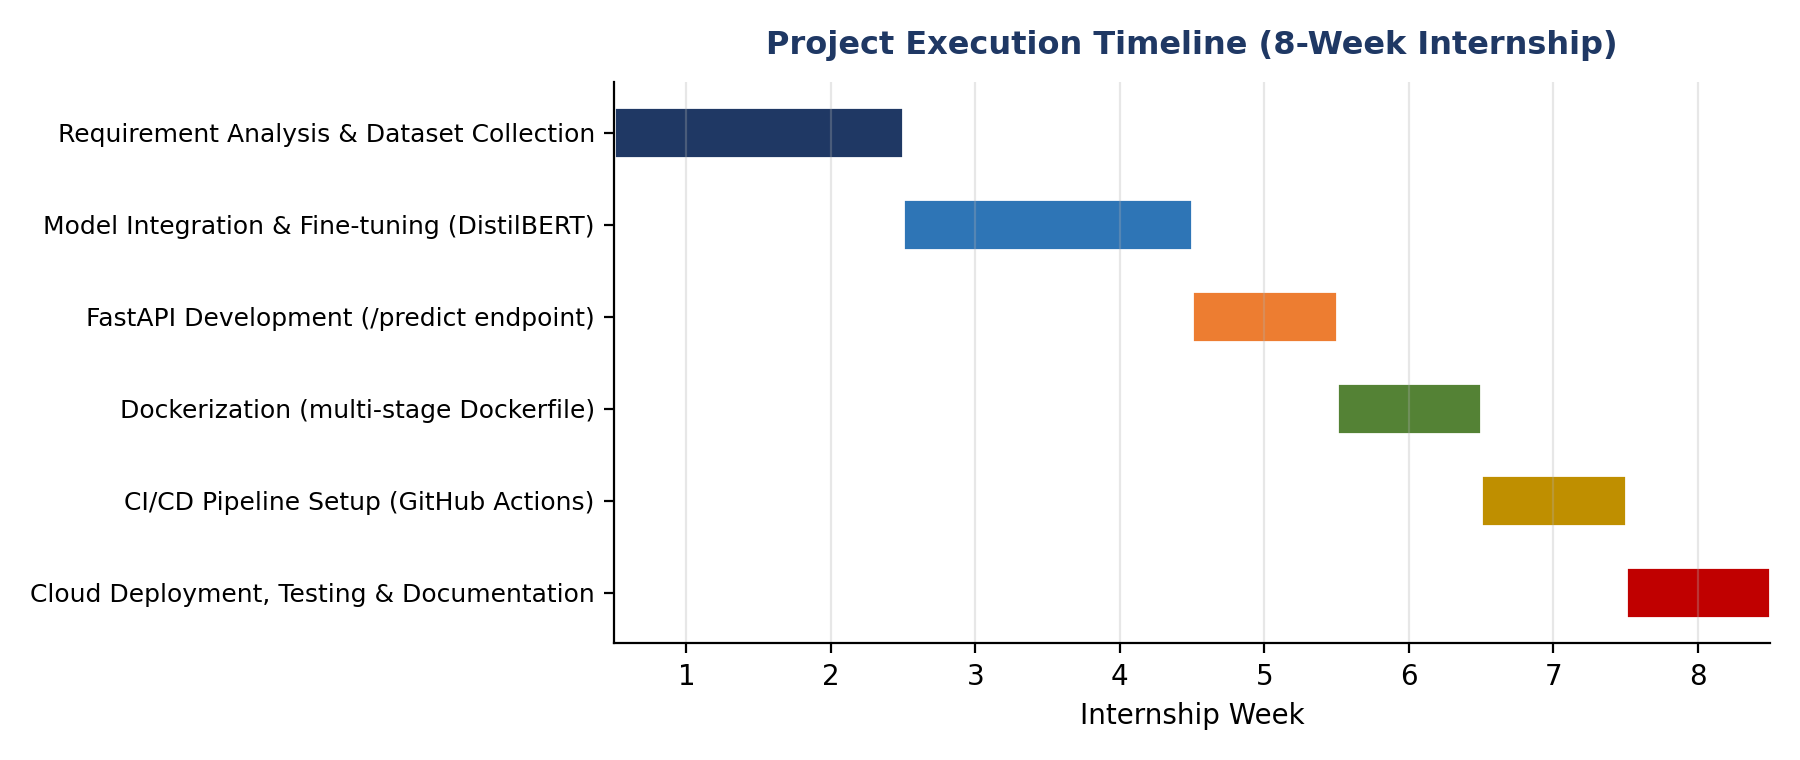 Project Execution Timeline (8-Week Internship)
Requirement Analysis & Dataset Collection
Model Integration & Fine-tuning (DistilBERT)
FastAPI Development (/predict endpoint)
Dockerization (multi-stage Dockerfile)
CI/CD Pipeline Setup (GitHub Actions)
Cloud Deployment, Testing & Documentation
1 2 3 4 5 6 7 8
Internship Week